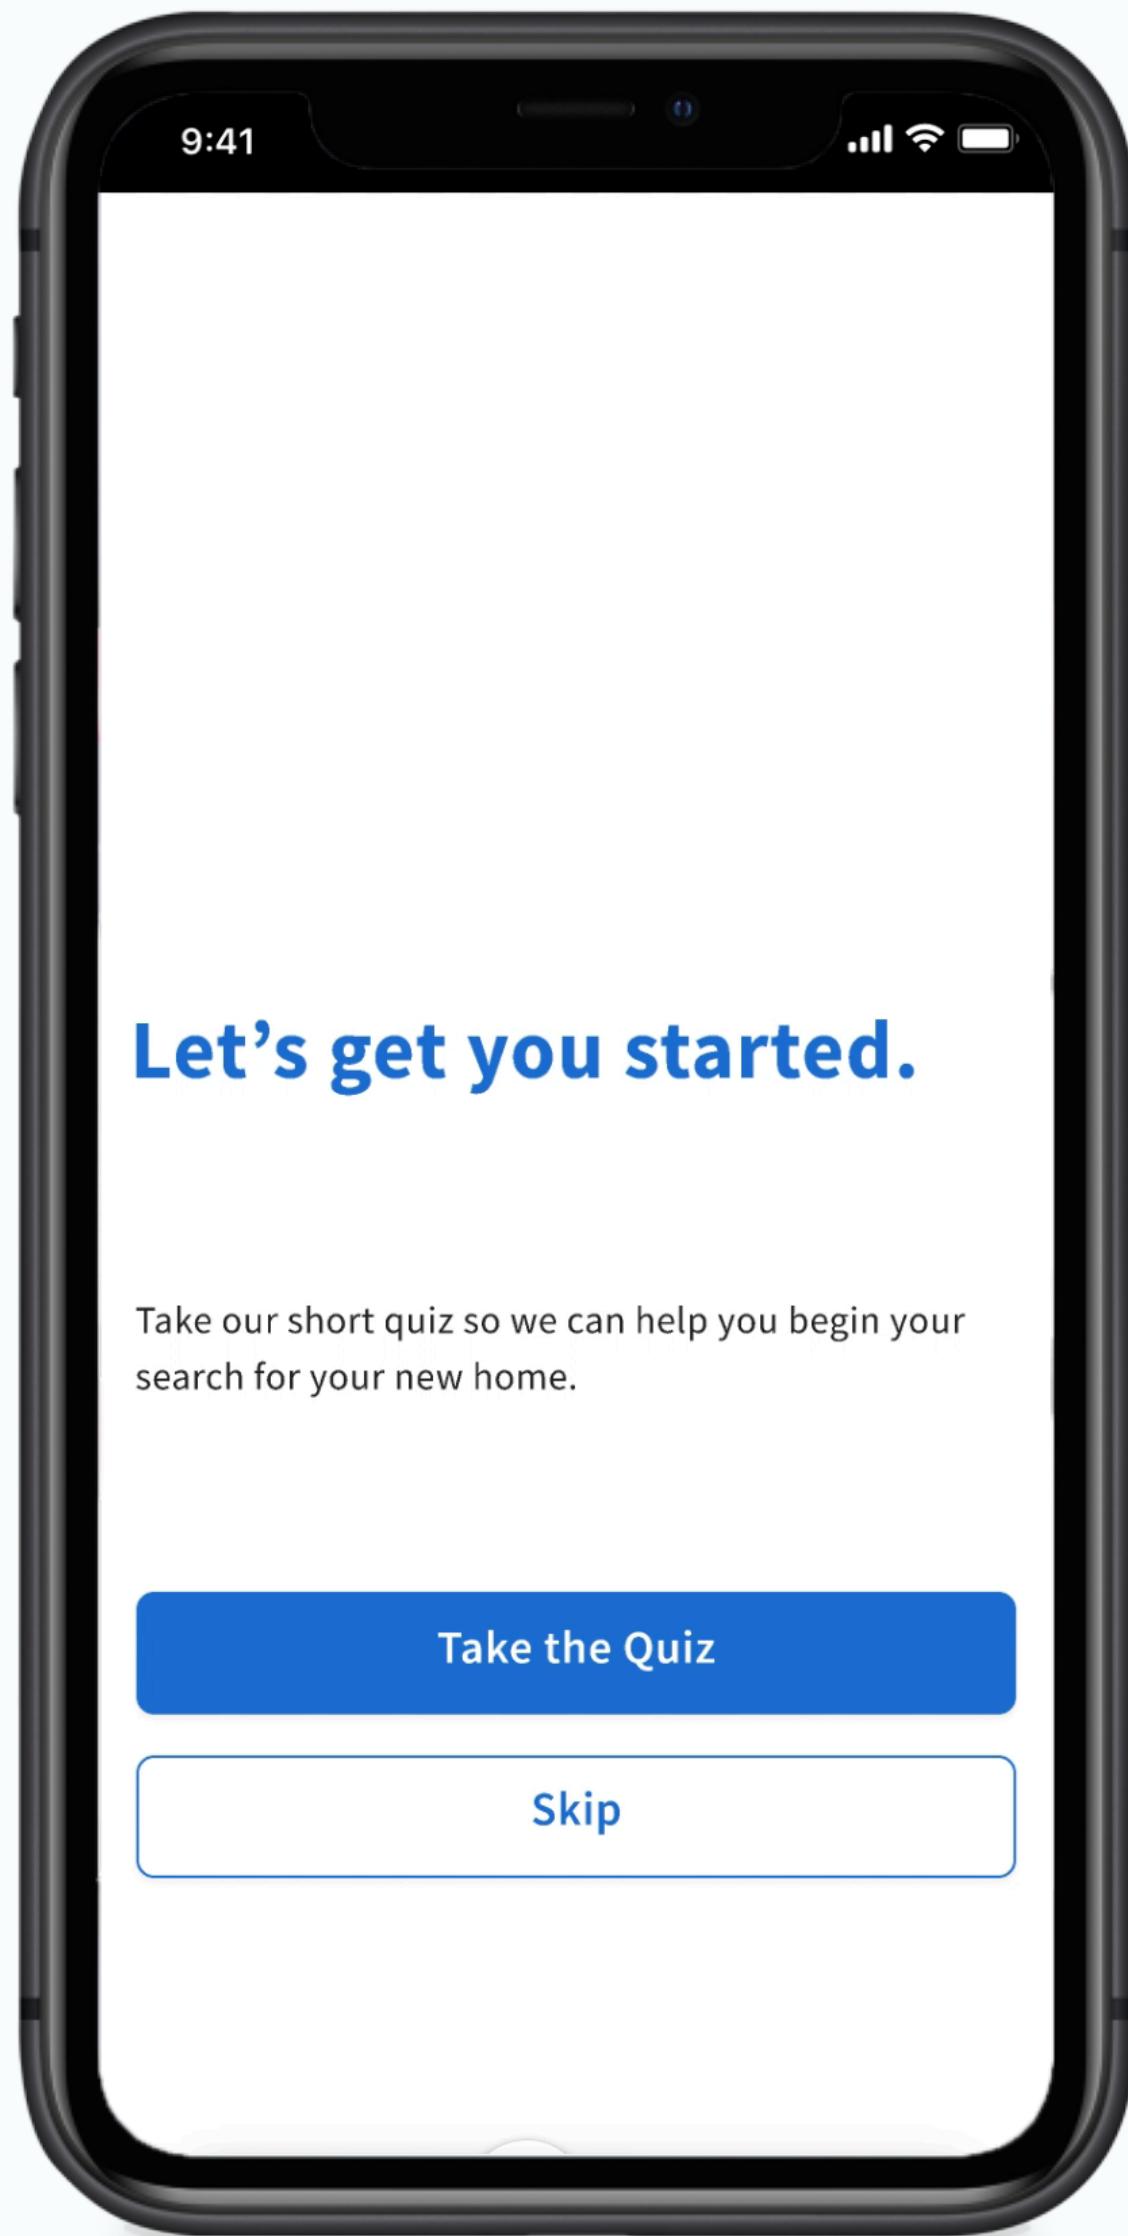 9:41
Let’s get you started.
Take our short quiz so we can help you begin your
search for your new home.
Take the Quiz
Skip